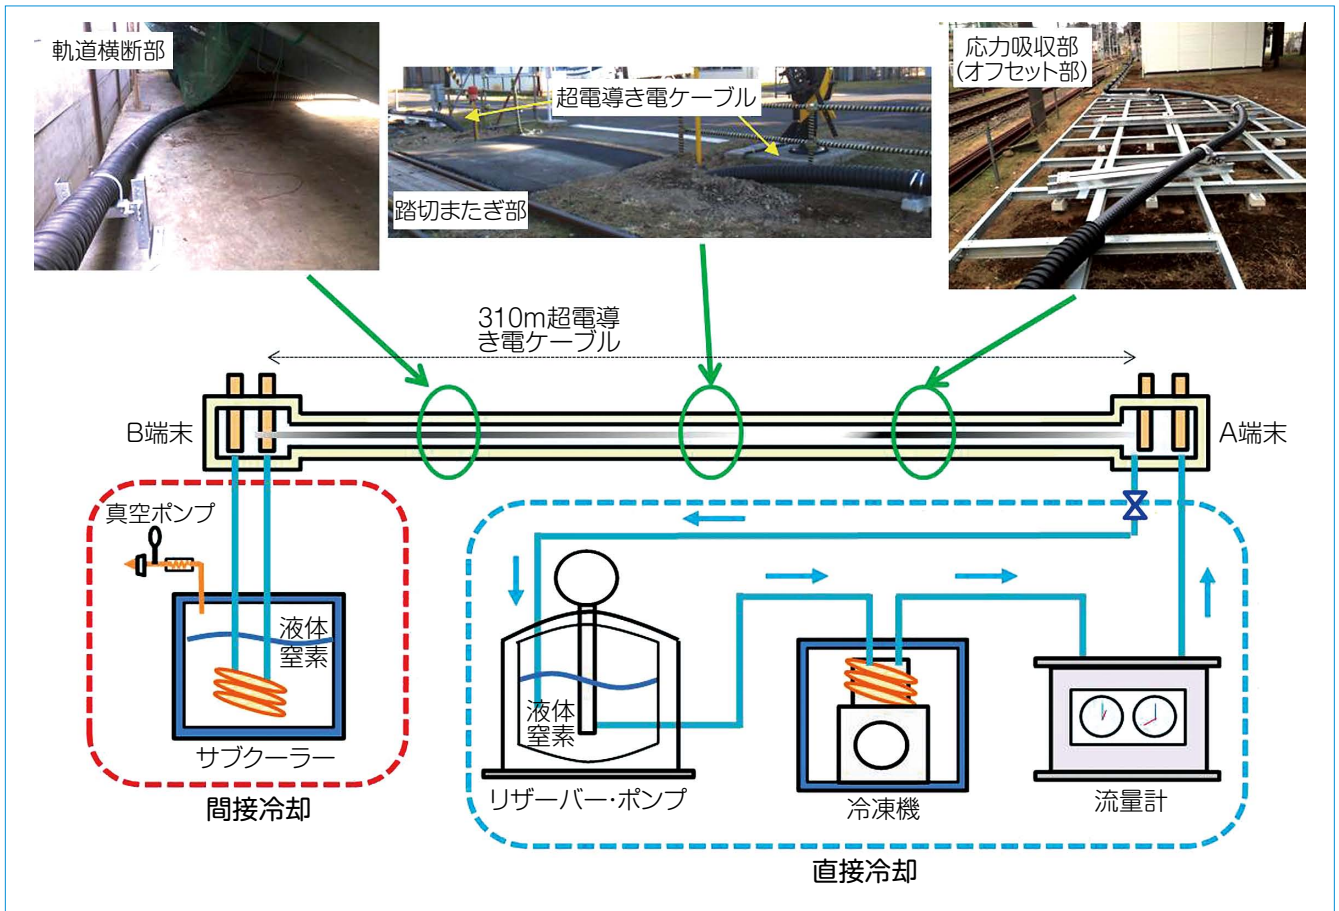 軌道横断部
超電導き電ケーブル
踏切またぎ部
応力吸収部
(オフセット部)
310m超電導
き電ケーブル
B端末
A端末
真空ポンプ
液体
窒素
サブクーラー
間接冷却
液体
窒素
リザーバー・ポンプ
冷凍機
流量計
直接冷却